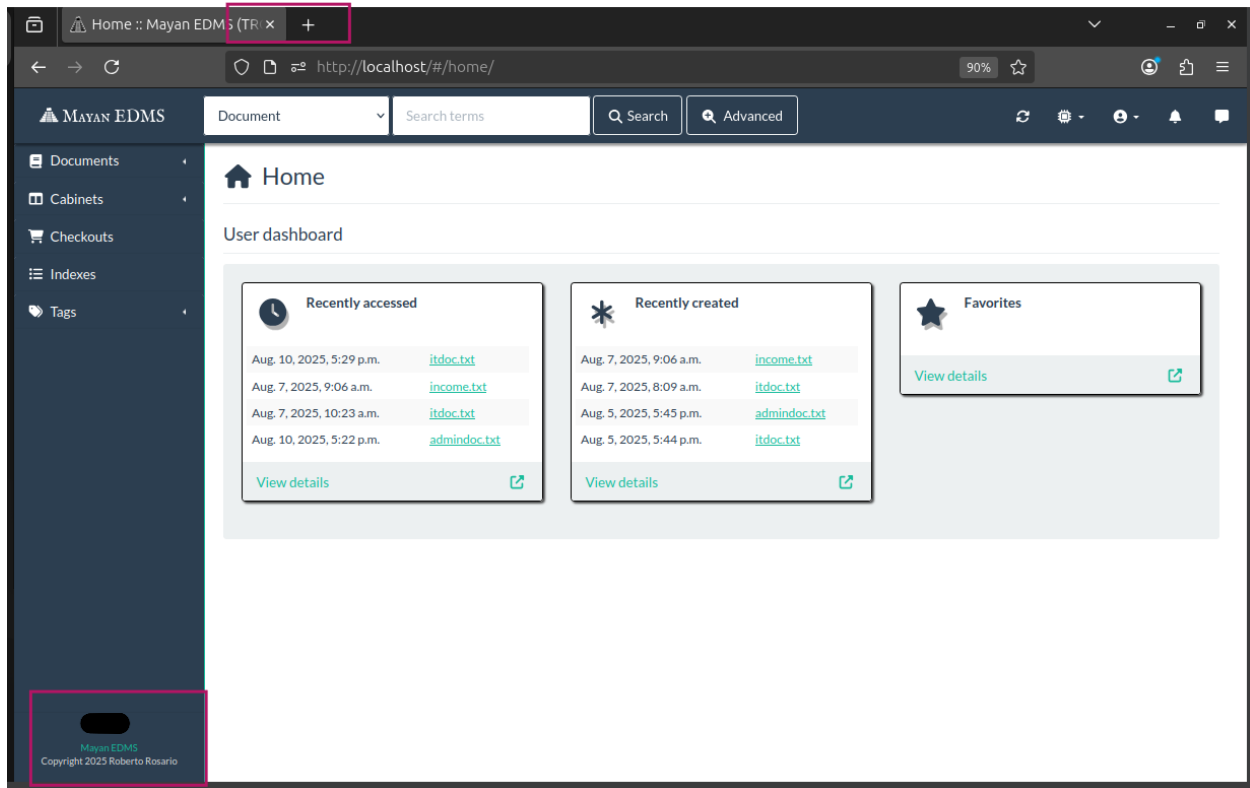 Home :: Mayan EDMS (TR
http://localhost/#/home/
90%
MAYAN EDMS
Document
Search terms
Search
Advanced
Documents
Cabinets
Checkouts
Indexes
Tags
Home
User dashboard
Recently accessed
Aug. 10, 2025, 5:29 p.m. itdoc.txt
Aug. 7, 2025, 9:06 a.m. income.txt
Aug. 7, 2025, 10:23 a.m. itdoc.txt
Aug. 10, 2025, 5:22 p.m. admindoc.txt
View details
Recently created
Aug. 7, 2025, 9:06 a.m. income.txt
Aug. 7, 2025, 8:09 a.m. itdoc.txt
Aug. 5, 2025, 5:45 p.m. admindoc.txt
Aug. 5, 2025, 5:44 p.m. itdoc.txt
View details
Favorites
View details
Mayan EDMS
Copyright 2025 Roberto Rosario